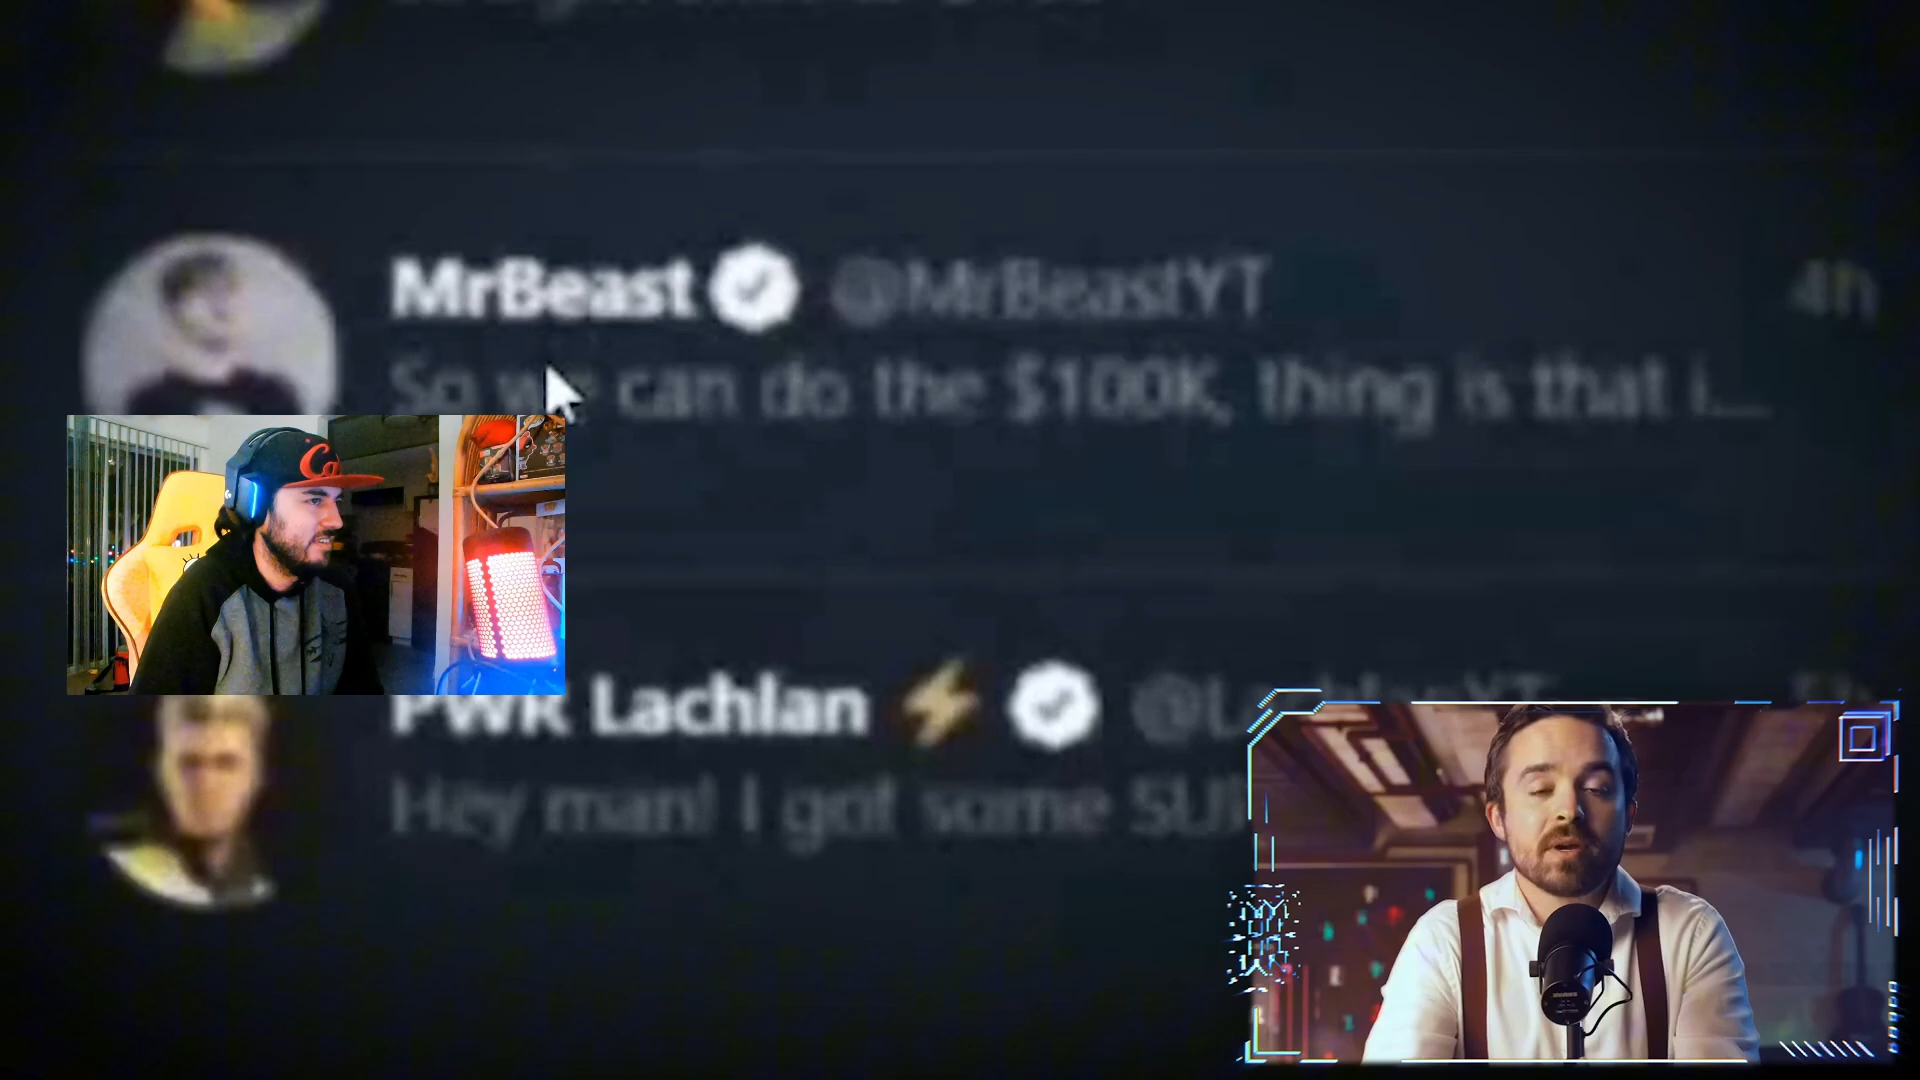 MrBeast @MrBeastYT 4h
So we can do the $100K, thing is that i...
PWR Lachlan
Hey man! I got some